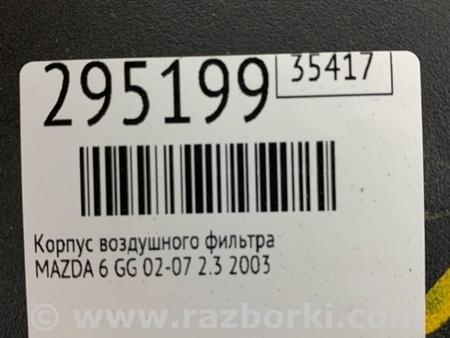 295199
35417
Корпус воздушного фильтра
MAZDA 6 GG 02-07 2.3 2003
© www.razborki.com